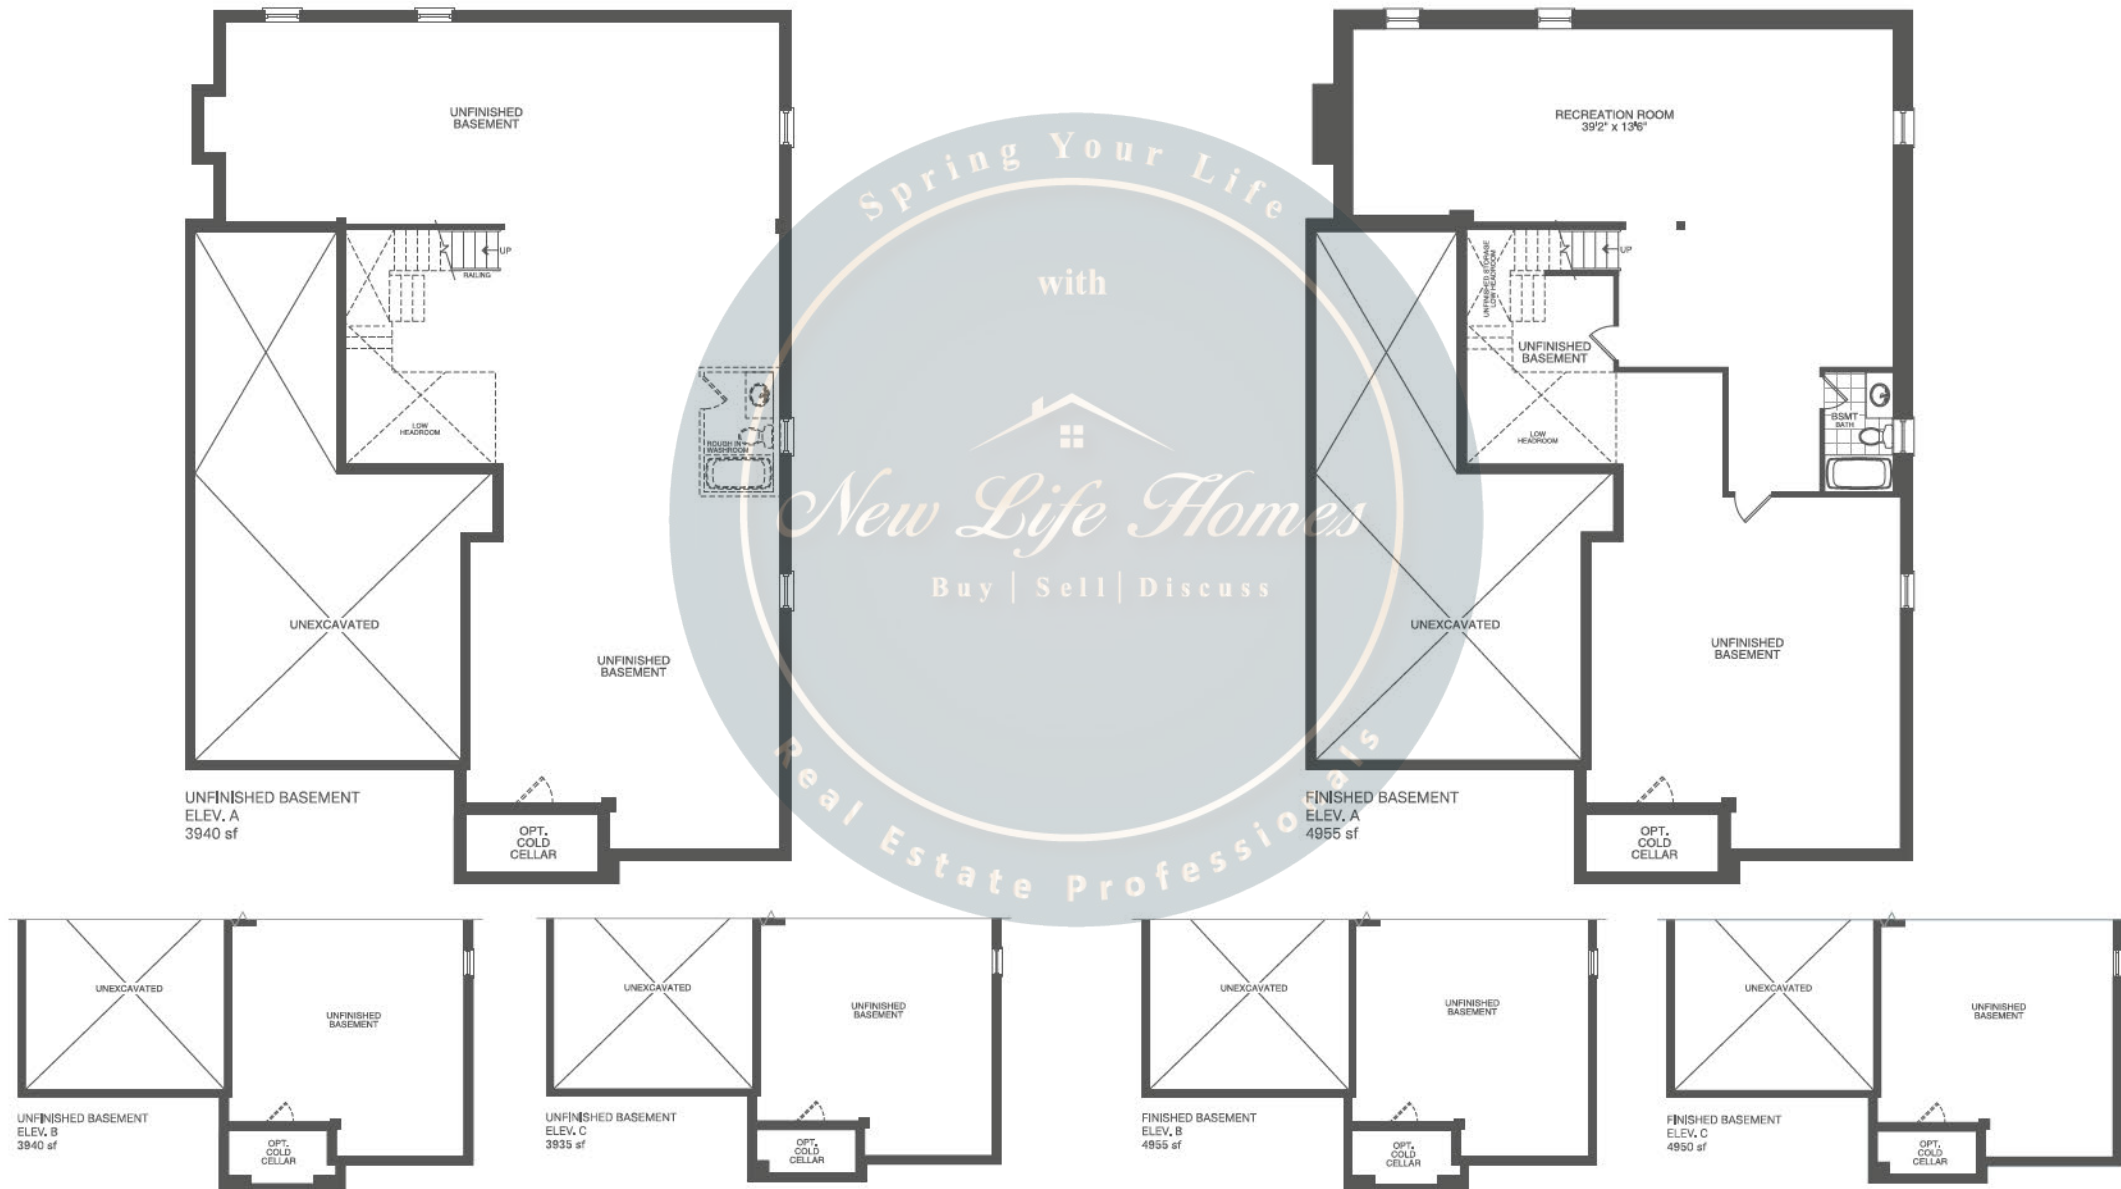 UNFINISHED
BASEMENT
UP
RAILING
LOW
HEADROOM
ROUGH IN
WASHROOM
UNEXCAVATED
UNFINISHED
BASEMENT
UNFINISHED BASEMENT
ELEV. A
3940 sf
OPT.
COLD
CELLAR
Spring Your Life
with
New Life Homes
Buy | Sell | Discuss
Real Estate Professionals
RECREATION ROOM
39'2" x 13'6"
UP
UNFINISHED STORAGE
LOW HEADROOM
UNFINISHED
BASEMENT
LOW
HEADROOM
BSMT
BATH
UNEXCAVATED
UNFINISHED
BASEMENT
FINISHED BASEMENT
ELEV. A
4955 sf
OPT.
COLD
CELLAR
UNEXCAVATED
UNFINISHED
BASEMENT
UNFINISHED BASEMENT
ELEV. B
3940 sf
OPT.
COLD
CELLAR
UNEXCAVATED
UNFINISHED
BASEMENT
UNFINISHED BASEMENT
ELEV. C
3935 sf
OPT.
COLD
CELLAR
UNEXCAVATED
UNFINISHED
BASEMENT
FINISHED BASEMENT
ELEV. B
4955 sf
OPT.
COLD
CELLAR
UNEXCAVATED
UNFINISHED
BASEMENT
FINISHED BASEMENT
ELEV. C
4950 sf
OPT.
COLD
CELLAR